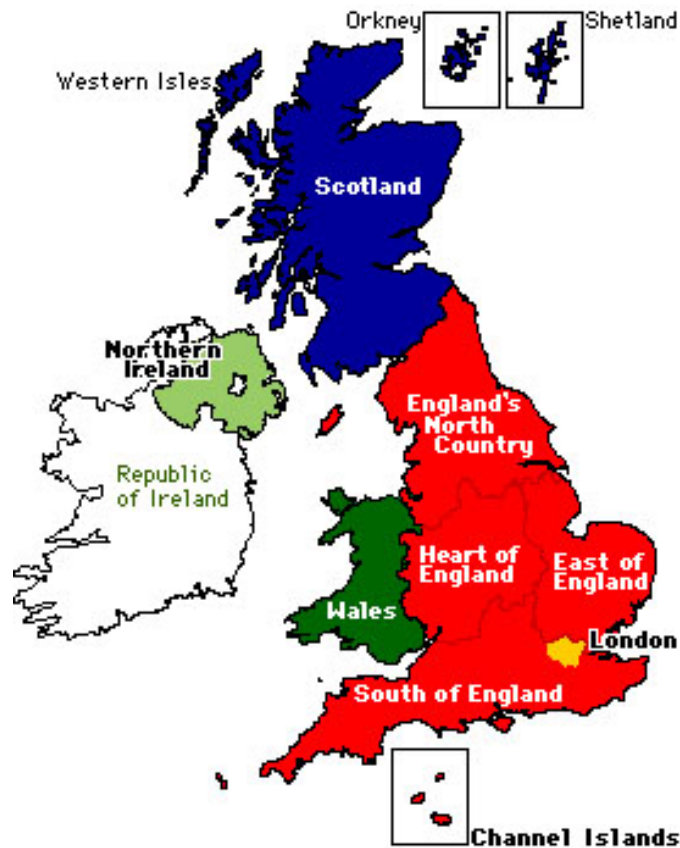 Orkney
Shetland
Western Isles
Scotland
Northern
Ireland
England's
North
Country
Republic
of Ireland
Heart of
England
East of
England
Wales
London
South of England
Channel Islands